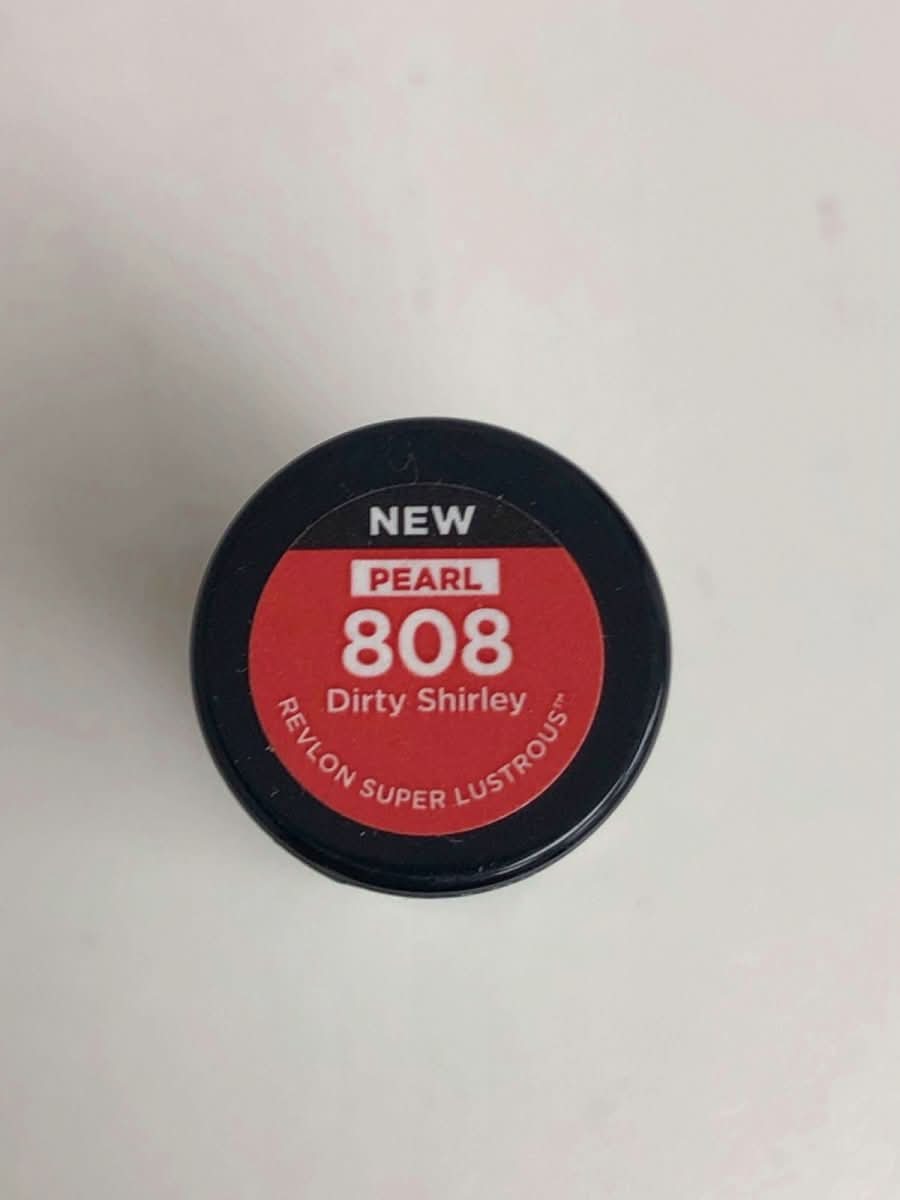 NEW
PEARL
808
Dirty Shirley
REVLON SUPER LUSTROUS™